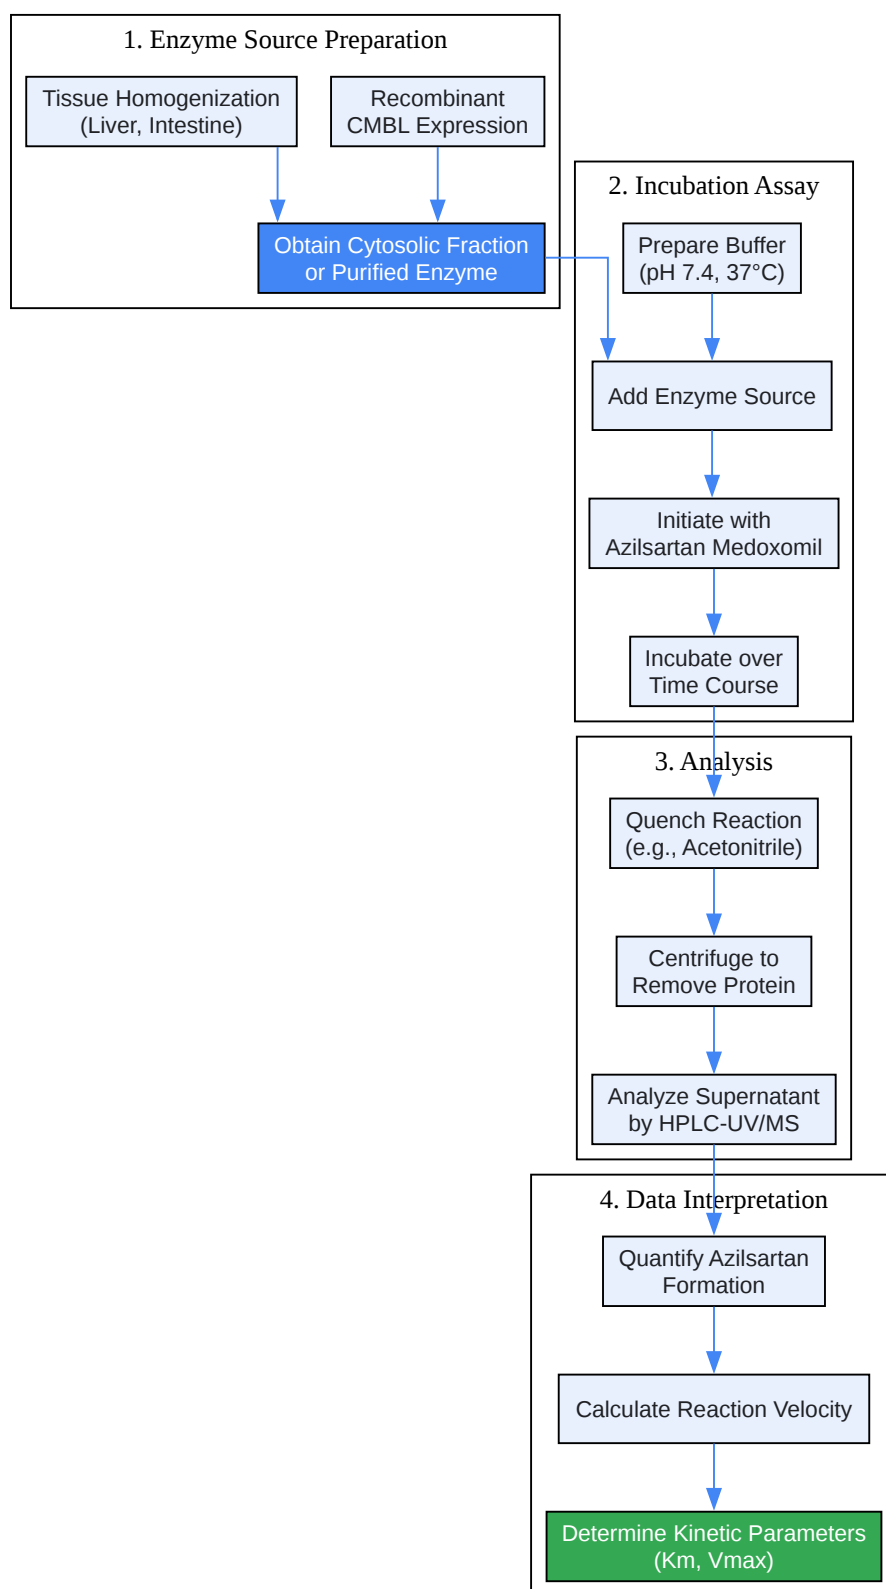 1. Enzyme Source Preparation
Tissue Homogenization
(Liver, Intestine)
Recombinant
CMBL Expression
Obtain Cytosolic Fraction
or Purified Enzyme
2. Incubation Assay
Prepare Buffer
(pH 7.4, 37°C)
Add Enzyme Source
Initiate with
Azilsartan Medoxomil
Incubate over
Time Course
3. Analysis
Quench Reaction
(e.g., Acetonitrile)
Centrifuge to
Remove Protein
Analyze Supernatant
by HPLC-UV/MS
4. Data Interpretation
Quantify Azilsartan
Formation
Calculate Reaction Velocity
Determine Kinetic Parameters
(Km, Vmax)